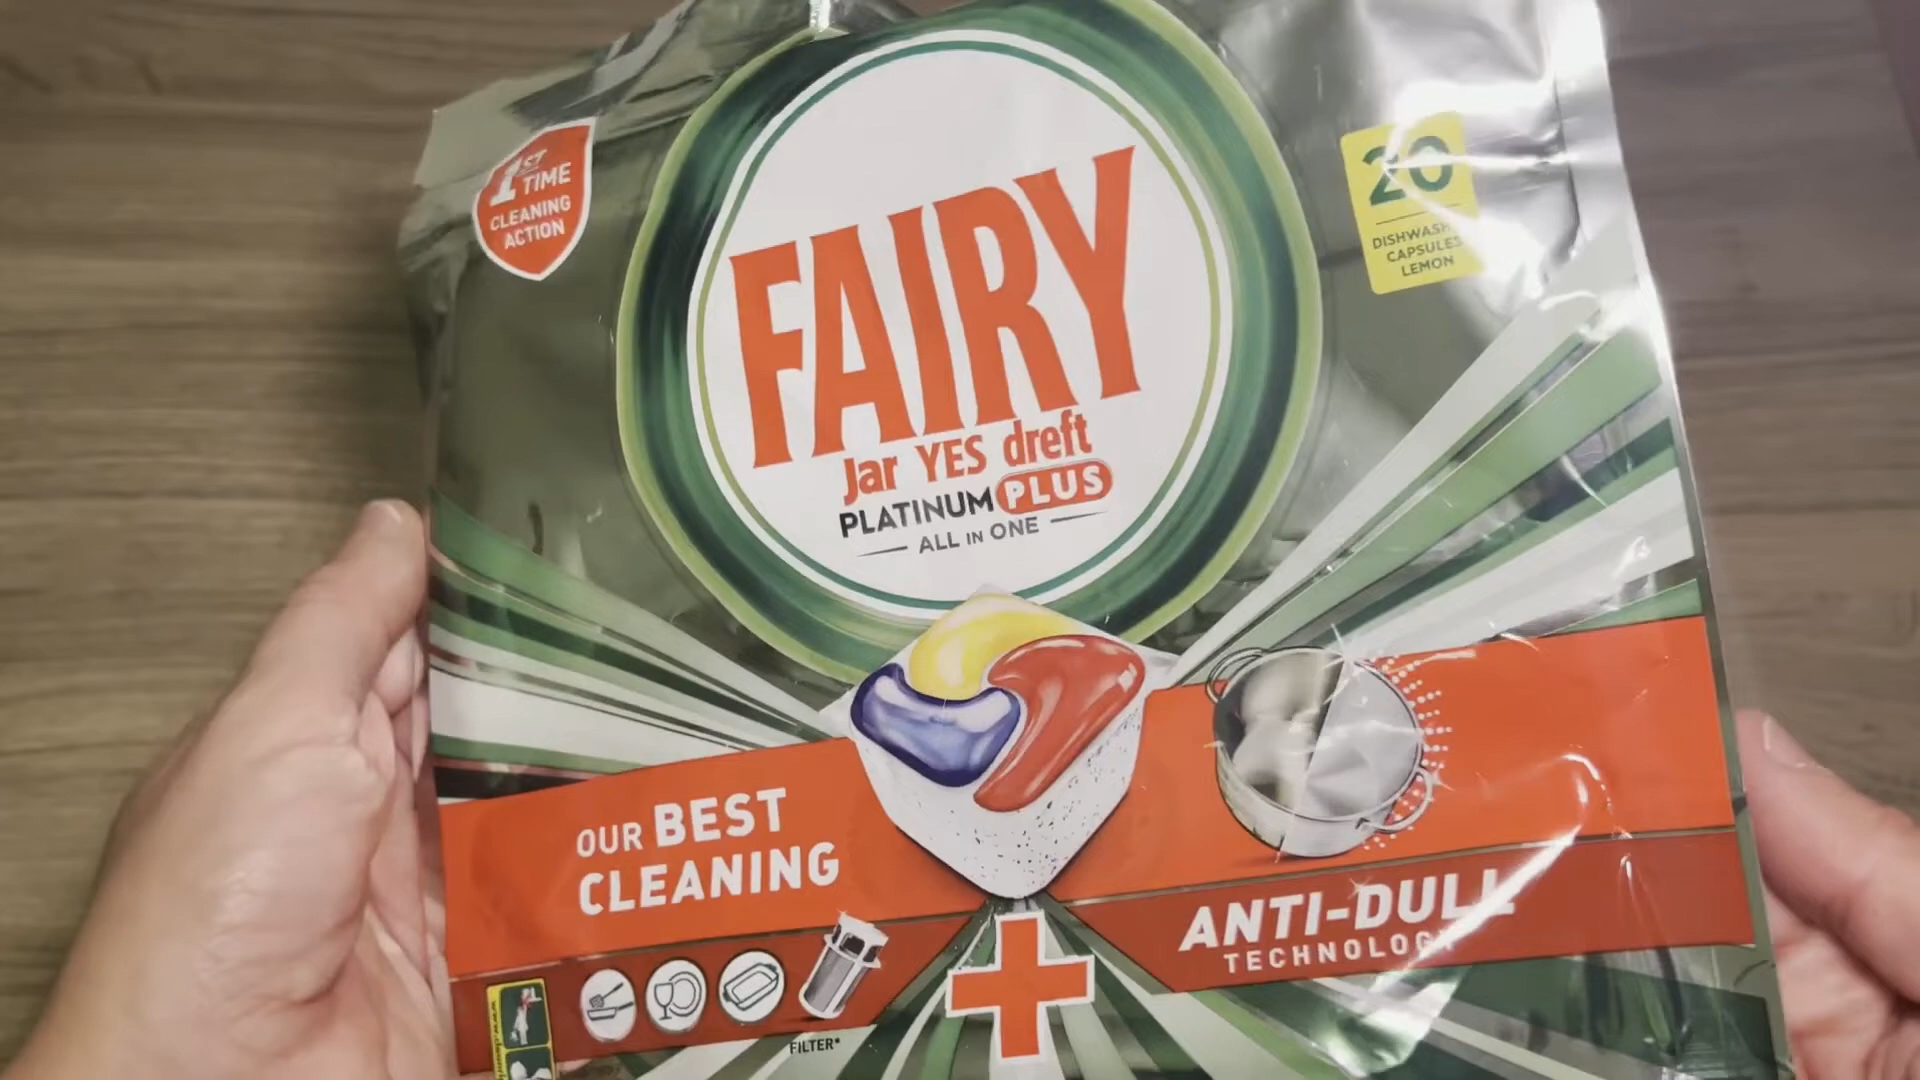 1ST
TIME
CLEANING
ACTION
20
DISHWASH
CAPSULES
LEMON
FAIRY
Jar YES dreft
PLATINUM PLUS
ALL IN ONE
OUR BEST
CLEANING
ANTI-DULL
TECHNOLOGY
FILTER*